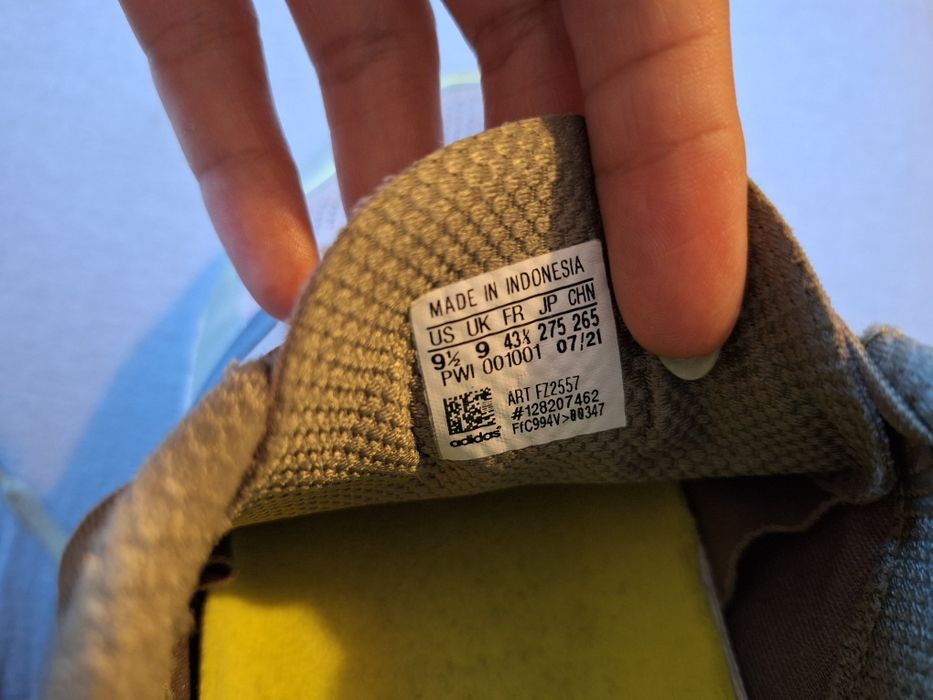 MADE IN INDONESIA
US UK FR JP CHN
9½ 9 43⅓ 275 265
PWI 001001 07/21
ART FZ2557
#128207462
FfC994V>00347
adidas